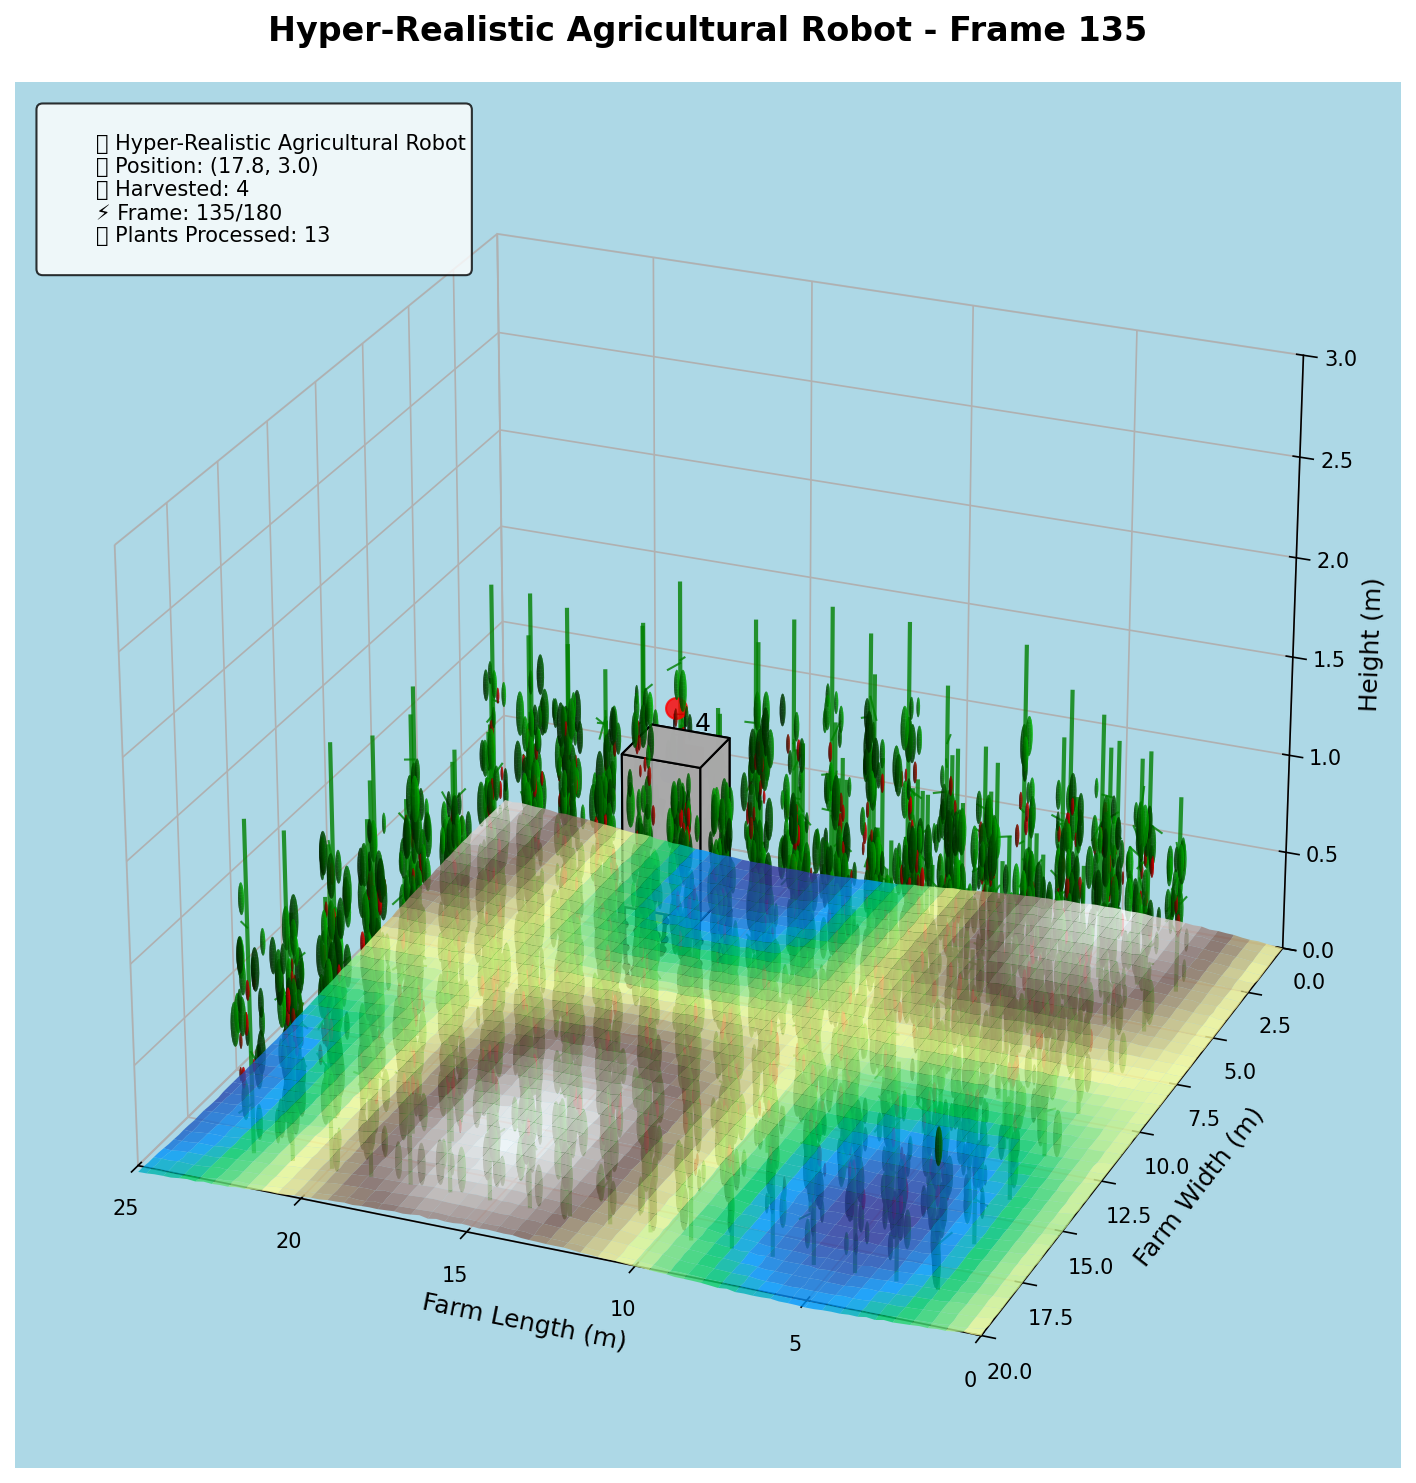 Hyper-Realistic Agricultural Robot - Frame 135
▯ Hyper-Realistic Agricultural Robot
▯ Position: (17.8, 3.0)
▯ Harvested: 4
⚡ Frame: 135/180
▯ Plants Processed: 13
4
3.0
2.5
2.0
1.5
1.0
0.5
0.0
Height (m)
0.0
2.5
5.0
7.5
10.0
12.5
15.0
17.5
20.0
Farm Width (m)
25
20
15
10
5
0
Farm Length (m)